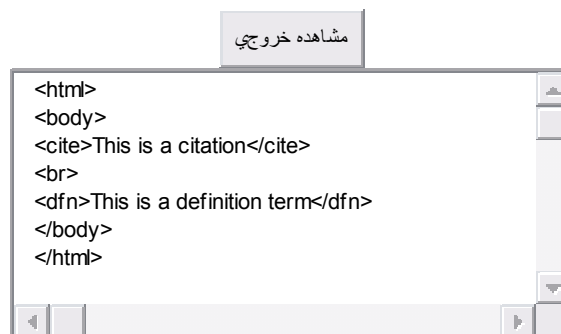 مشاهده خروجي
<html>
<body>
<cite>This is a citation</cite>
<br>
<dfn>This is a definition term</dfn>
</body>
</html>